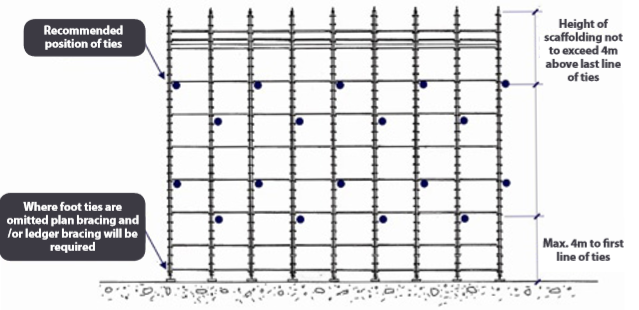 Recommended
position of ties
Height of
scaffolding not
to exceed 4m
above last line
of ties
Where foot ties are
omitted plan bracing and
/or ledger bracing will be
required
Max. 4m to first
line of ties